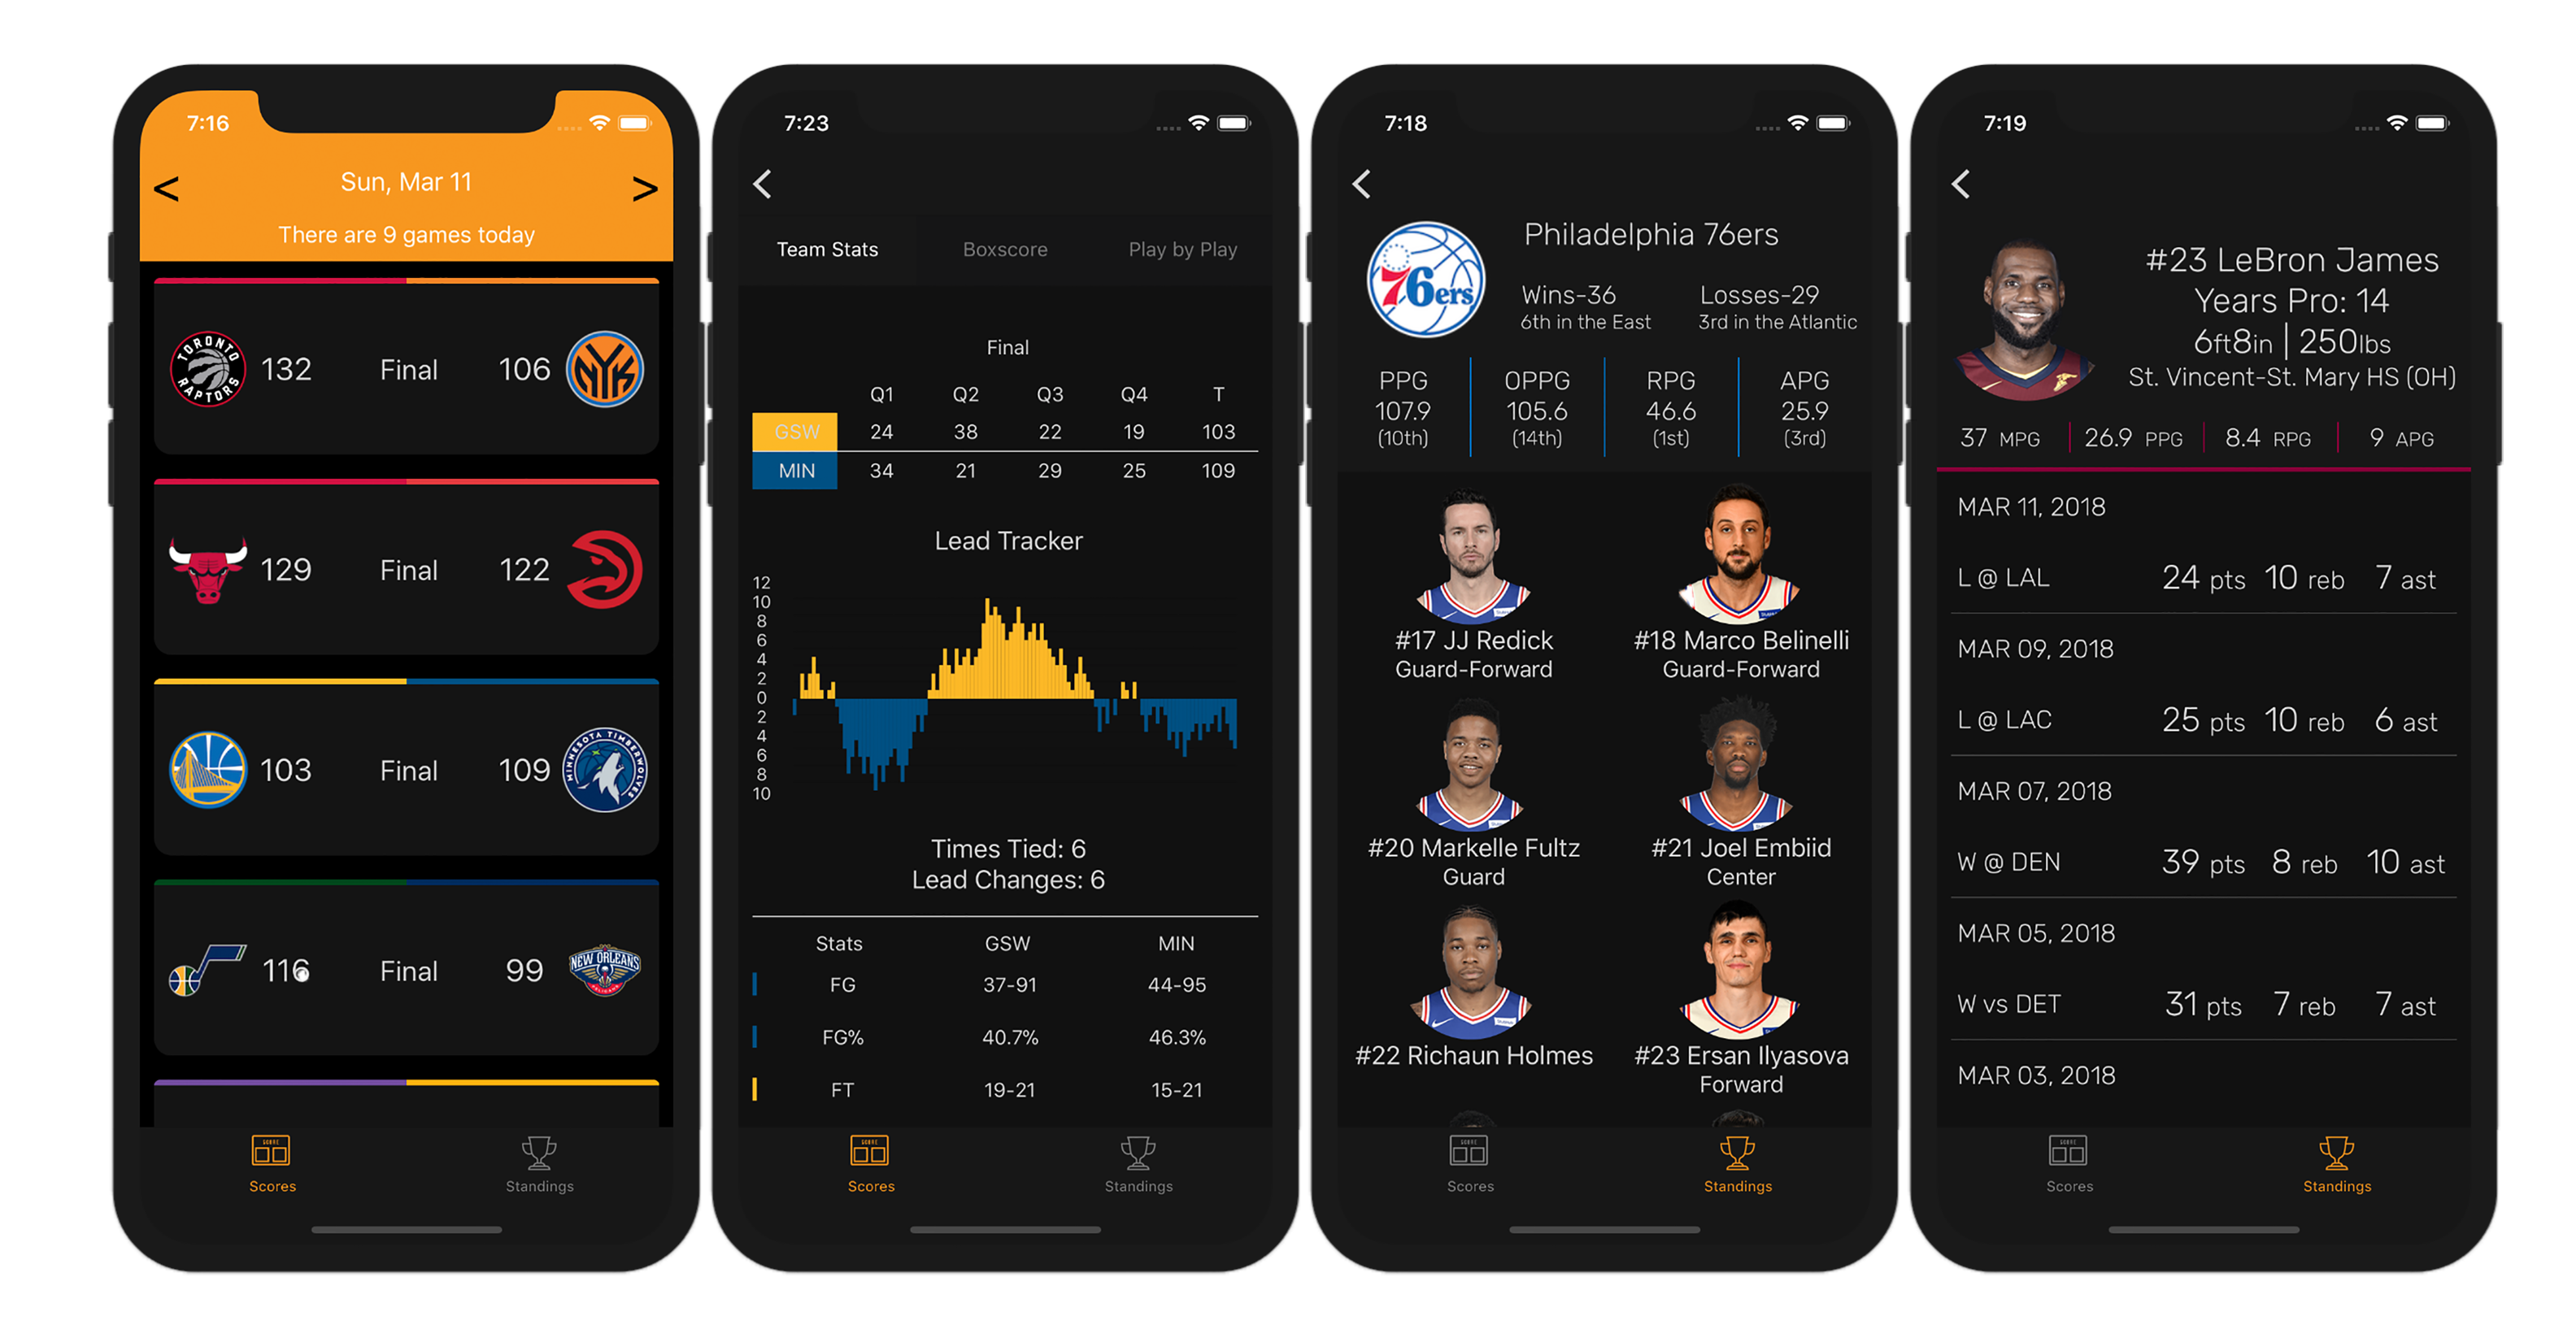 7:16
< Sun, Mar 11 >
There are 9 games today
TORONTO RAPTORS 132 Final 106 NYK
129 Final 122
103 Final 109 MINNESOTA TIMBERWOLVES
116 Final 99 NEW ORLEANS PELICANS
Scores Standings
7:23
Team Stats Boxscore Play by Play
Final
Q1 Q2 Q3 Q4 T
GSW 24 38 22 19 103
MIN 34 21 29 25 109
Lead Tracker
12
10
8
6
4
2
0
2
4
6
8
10
Times Tied: 6
Lead Changes: 6
Stats GSW MIN
FG 37-91 44-95
FG% 40.7% 46.3%
FT 19-21 15-21
Scores Standings
7:18
76ers
Philadelphia 76ers
Wins-36 Losses-29
6th in the East 3rd in the Atlantic
PPG OPPG RPG APG
107.9 105.6 46.6 25.9
(10th) (14th) (1st) (3rd)
#17 JJ Redick #18 Marco Belinelli
Guard-Forward Guard-Forward
#20 Markelle Fultz #21 Joel Embiid
Guard Center
#22 Richaun Holmes #23 Ersan Ilyasova
Forward
Scores Standings
7:19
#23 LeBron James
Years Pro: 14
6ft8in | 250lbs
St. Vincent-St. Mary HS (OH)
37 MPG 26.9 PPG 8.4 RPG 9 APG
MAR 11, 2018
L @ LAL 24 pts 10 reb 7 ast
MAR 09, 2018
L @ LAC 25 pts 10 reb 6 ast
MAR 07, 2018
W @ DEN 39 pts 8 reb 10 ast
MAR 05, 2018
W vs DET 31 pts 7 reb 7 ast
MAR 03, 2018
Scores Standings